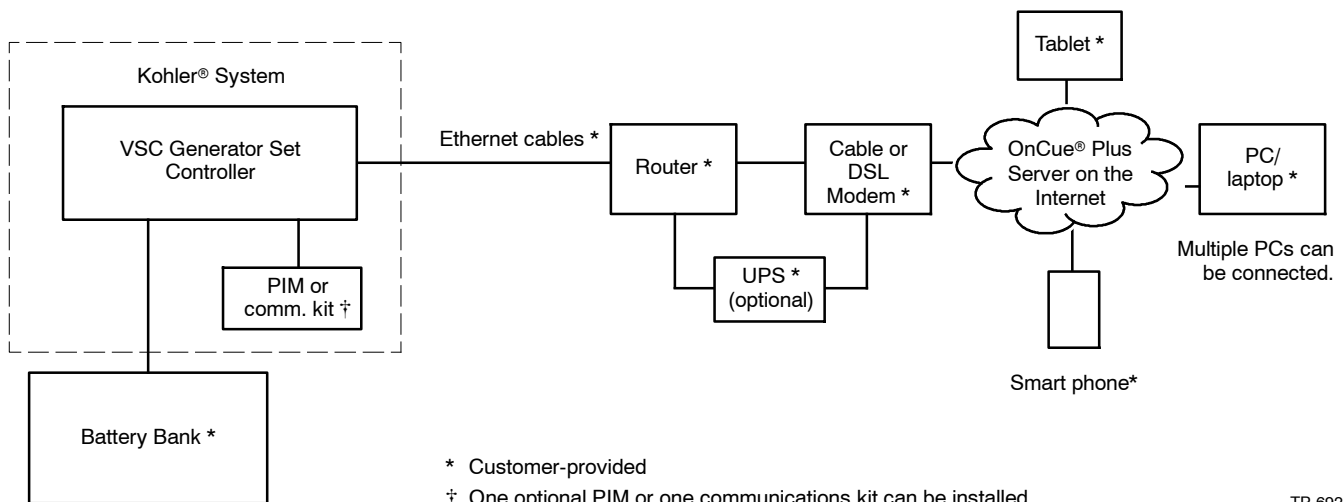 Kohler® System
VSC Generator Set
Controller
PIM or
comm. kit †
Battery Bank *
Ethernet cables *
Router *
Cable or
DSL
Modem *
UPS *
(optional)
Tablet *
OnCue® Plus
Server on the
Internet
PC/
laptop *
Multiple PCs can
be connected.
Smart phone*
* Customer-provided
† One optional PIM or one communications kit can be installed